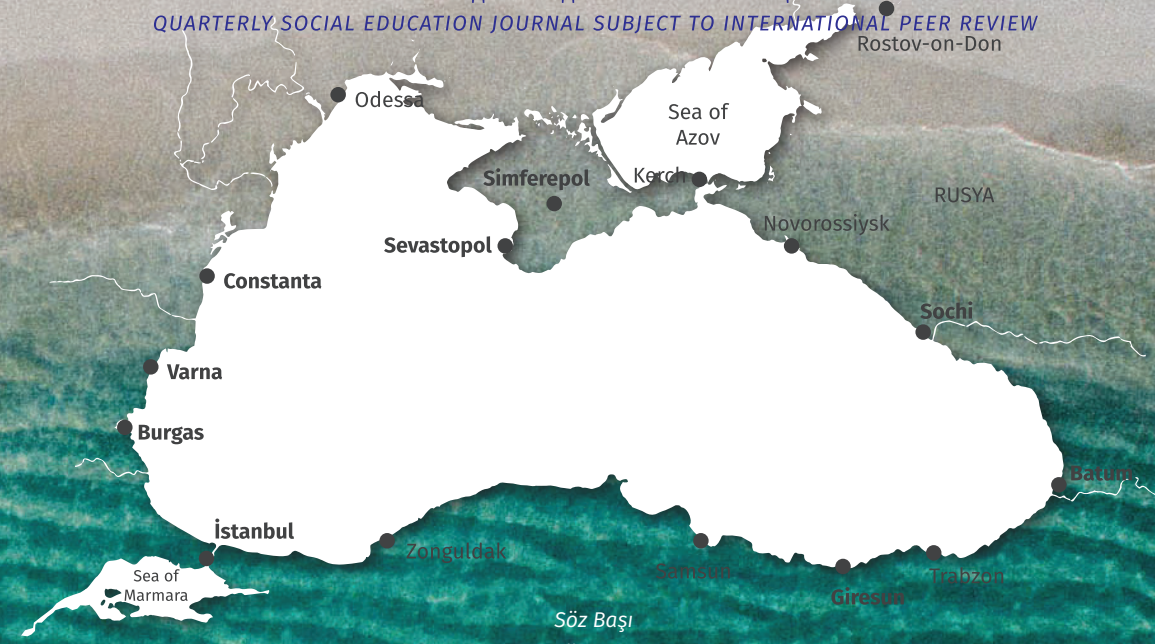 QUARTERLY SOCIAL EDUCATION JOURNAL SUBJECT TO INTERNATIONAL PEER REVIEW
Rostov-on-Don
Odessa
Sea of
Azov
Kerch
Simferepol
RUSYA
Novorossiysk
Sevastopol
Constanta
Sochi
Varna
Burgas
Batum
İstanbul
Zonguldak
Samsun
Trabzon
Sea of
Marmara
Giresun
Söz Başı